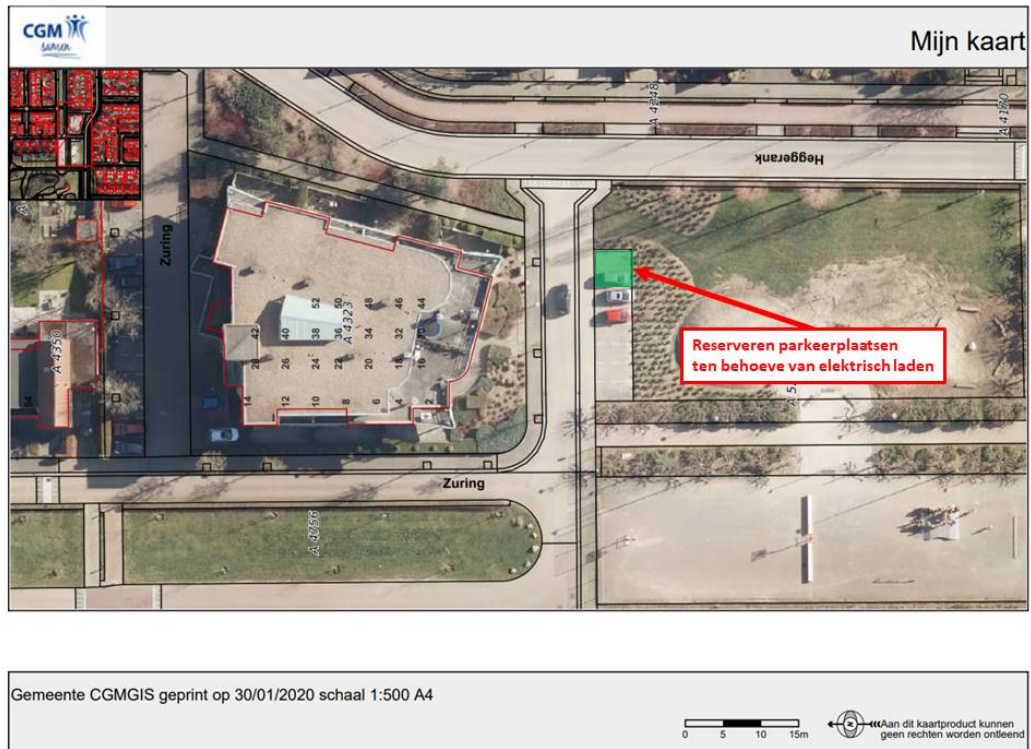 CGM
samen
Mijn kaart
A 4248
A 4170
Heggerank
Zuring
A 4350
A 4323
52
50
48
46
44
42
40
38
36
34
32
28
26
24
22
20
18
16
14
12
10
8
6
4
2
Reserveren parkeerplaatsen
ten behoeve van elektrisch laden
Zuring
A 4756
Gemeente CGMGIS geprint op 30/01/2020 schaal 1:500 A4
0 5 10 15m
Aan dit kaartproduct kunnen
geen rechten worden ontleend